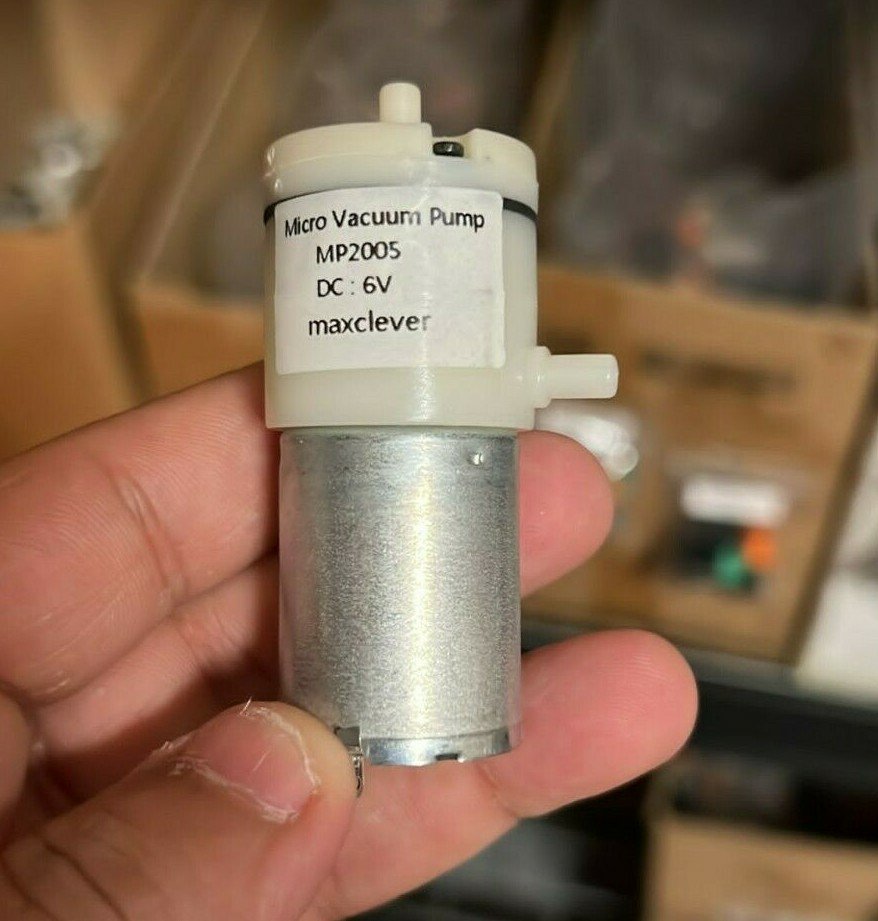 Micro Vacuum Pump
MP2005
DC : 6V
maxclever